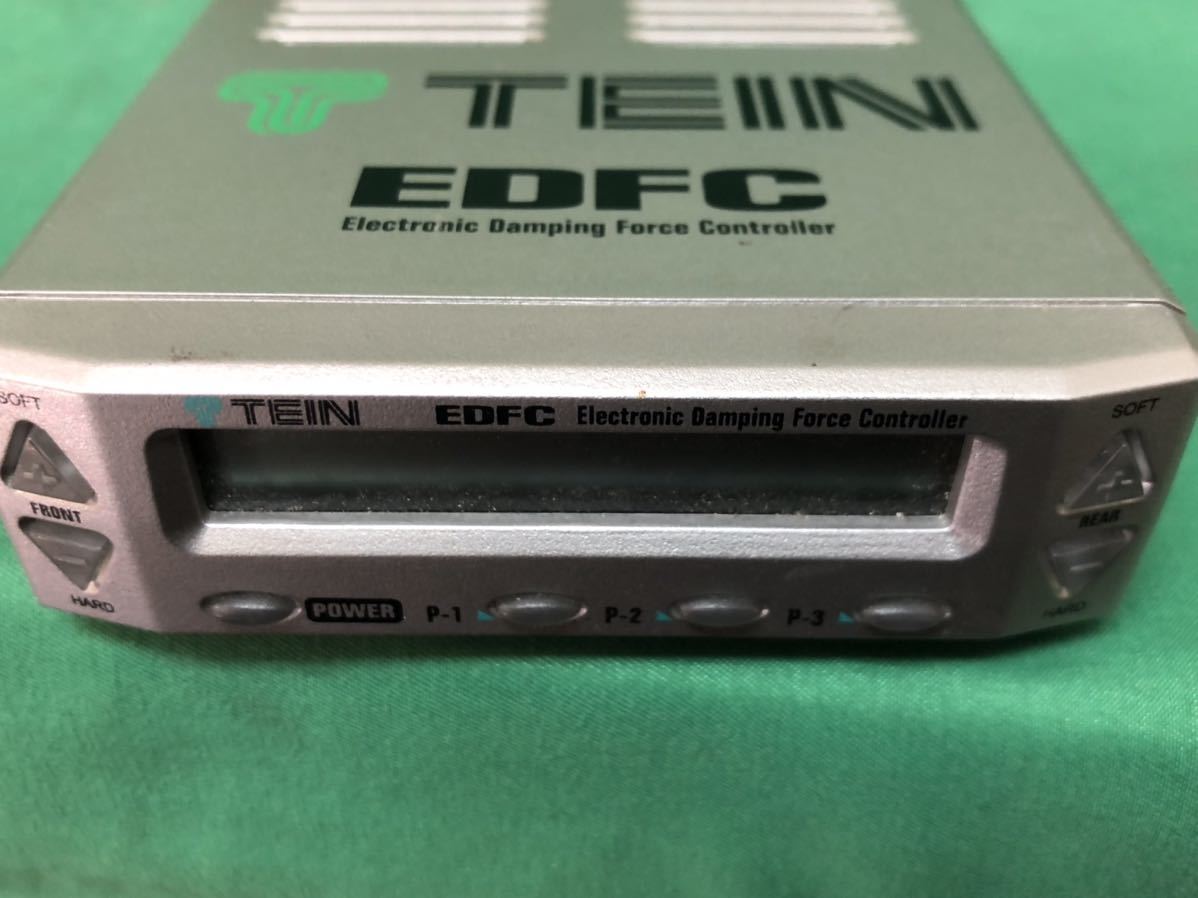 TEIN
EDFC
Electronic Damping Force Controller
TEIN EDFC Electronic Damping Force Controller
SOFT
+
FRONT
-
HARD
SOFT
+
REAR
-
HARD
POWER P-1 P-2 P-3